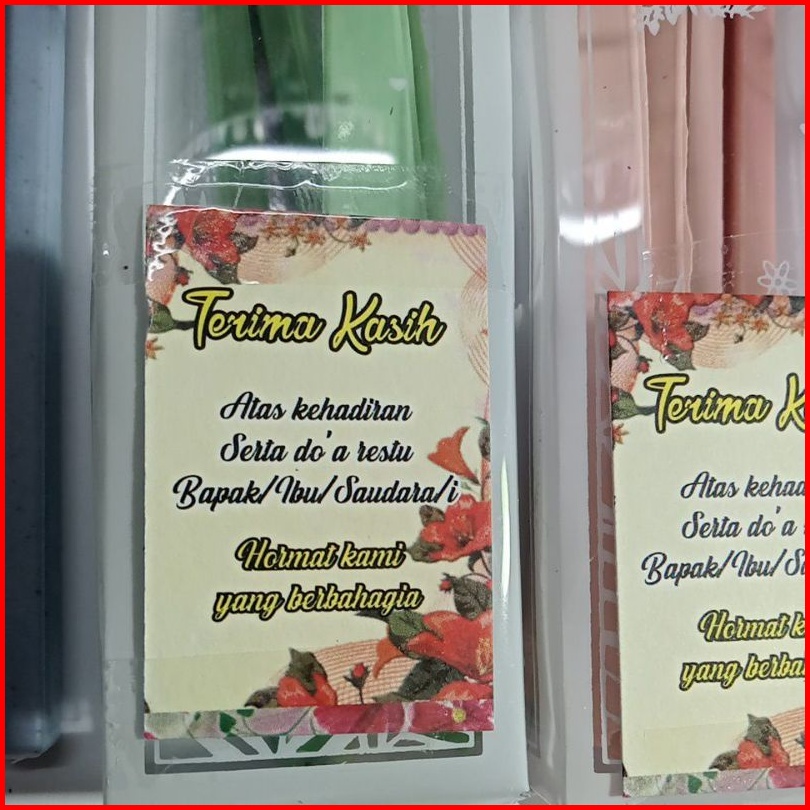 Terima Kasih
Atas kehadiran
Serta do'a restu
Bapak/Ibu/Saudara/i
Hormat kami
yang berbahagia
Terima K
Atas kehad
Serta do'a
Bapak/Ibu/S
Hormat k
yang berba